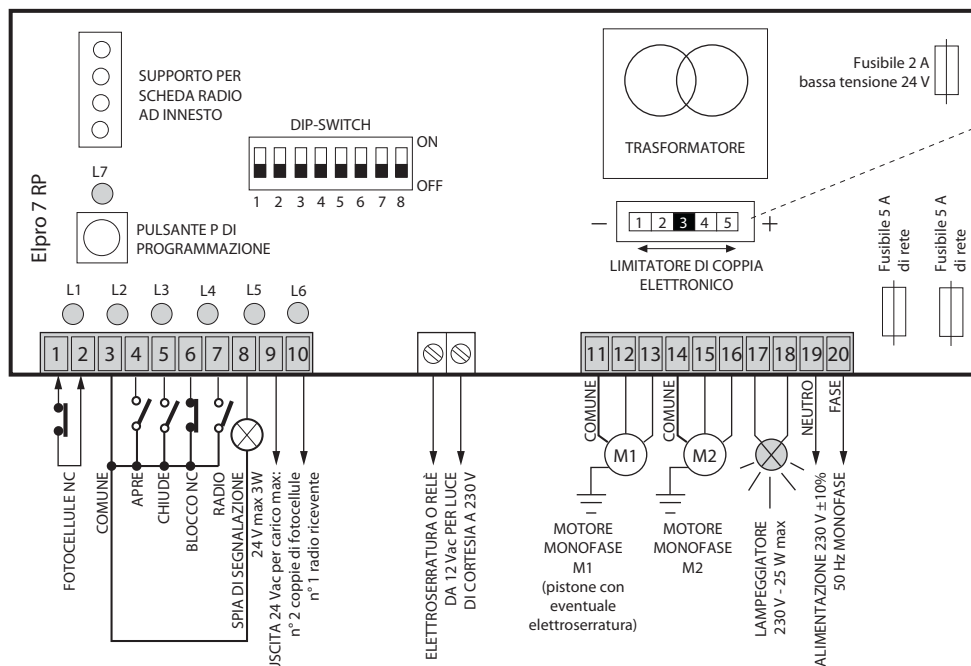 SUPPORTO PER
SCHEDA RADIO
AD INNESTO
L7
Elpro 7 RP
PULSANTE P DI
PROGRAMMAZIONE
DIP-SWITCH
ON
OFF
1 2 3 4 5 6 7 8
TRASFORMATORE
Fusibile 2 A
bassa tensione 24 V
− 1 2 3 4 5 +
LIMITATORE DI COPPIA
ELETTRONICO
Fusibile 5 A
di rete
Fusibile 5 A
di rete
L1 L2 L3 L4 L5 L6
1 2 3 4 5 6 7 8 9 10
11 12 13 14 15 16 17 18 19 20
FOTOCELLULE NC
COMUNE
APRE
CHIUDE
BLOCCO NC
RADIO
SPIA DI SEGNALAZIONE
24 V max 3W
USCITA 24 Vac per carico max:
n° 2 coppie di fotocellule
n° 1 radio ricevente
ELETTROSERRATURA O RELÈ
DA 12 Vac PER LUCE
DI CORTESIA A 230 V
COMUNE
M1
MOTORE
MONOFASE
M1
(pistone con
eventuale
elettroserratura)
COMUNE
M2
MOTORE
MONOFASE
M2
LAMPEGGIATORE
230 V - 25 W max
NEUTRO
FASE
ALIMENTAZIONE 230 V ±10%
50 Hz MONOFASE